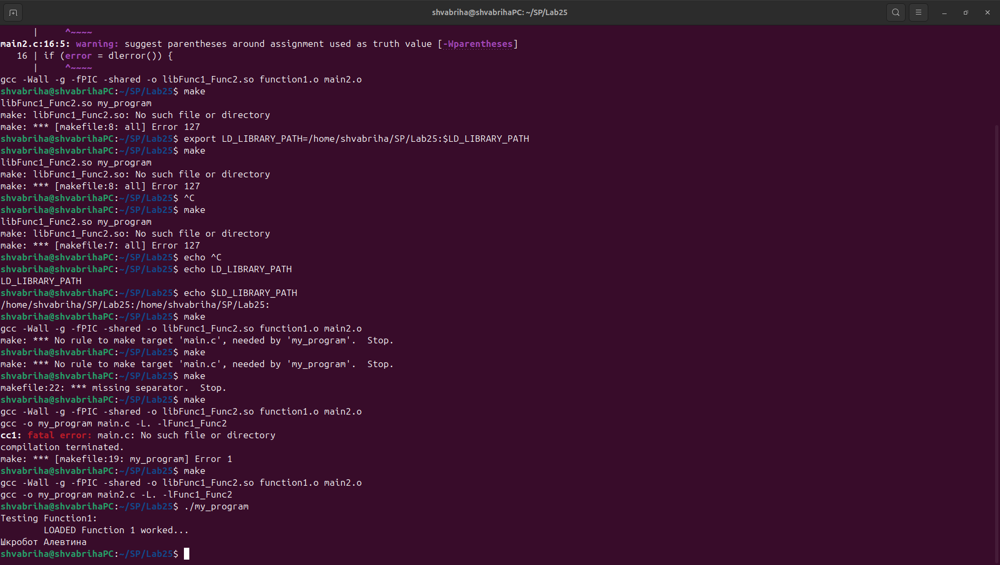 shvabriha@shvabrihaPC: ~/SP/Lab25
      |     ^~~~~
main2.c:16:5: warning: suggest parentheses around assignment used as truth value [-Wparentheses]
   16 | if (error = dlerror()) {
      |     ^~~~~
gcc -Wall -g -fPIC -shared -o libFunc1_Func2.so function1.o main2.o
shvabriha@shvabrihaPC:~/SP/Lab25$ make
libFunc1_Func2.so my_program
make: libFunc1_Func2.so: No such file or directory
make: *** [makefile:8: all] Error 127
shvabriha@shvabrihaPC:~/SP/Lab25$ export LD_LIBRARY_PATH=/home/shvabriha/SP/Lab25:$LD_LIBRARY_PATH
shvabriha@shvabrihaPC:~/SP/Lab25$ make
libFunc1_Func2.so my_program
make: libFunc1_Func2.so: No such file or directory
make: *** [makefile:8: all] Error 127
shvabriha@shvabrihaPC:~/SP/Lab25$ ^C
shvabriha@shvabrihaPC:~/SP/Lab25$ make
libFunc1_Func2.so my_program
make: libFunc1_Func2.so: No such file or directory
make: *** [makefile:7: all] Error 127
shvabriha@shvabrihaPC:~/SP/Lab25$ echo ^C
shvabriha@shvabrihaPC:~/SP/Lab25$ echo LD_LIBRARY_PATH
LD_LIBRARY_PATH
shvabriha@shvabrihaPC:~/SP/Lab25$ echo $LD_LIBRARY_PATH
/home/shvabriha/SP/Lab25:/home/shvabriha/SP/Lab25:
shvabriha@shvabrihaPC:~/SP/Lab25$ make
gcc -Wall -g -fPIC -shared -o libFunc1_Func2.so function1.o main2.o
make: *** No rule to make target 'main.c', needed by 'my_program'.  Stop.
shvabriha@shvabrihaPC:~/SP/Lab25$ make
make: *** No rule to make target 'main.c', needed by 'my_program'.  Stop.
shvabriha@shvabrihaPC:~/SP/Lab25$ make
makefile:22: *** missing separator.  Stop.
shvabriha@shvabrihaPC:~/SP/Lab25$ make
gcc -Wall -g -fPIC -shared -o libFunc1_Func2.so function1.o main2.o
gcc -o my_program main.c -L. -lFunc1_Func2
cc1: fatal error: main.c: No such file or directory
compilation terminated.
make: *** [makefile:19: my_program] Error 1
shvabriha@shvabrihaPC:~/SP/Lab25$ make
gcc -Wall -g -fPIC -shared -o libFunc1_Func2.so function1.o main2.o
gcc -o my_program main2.c -L. -lFunc1_Func2
shvabriha@shvabrihaPC:~/SP/Lab25$ ./my_program
Testing Function1:
        LOADED Function 1 worked...
Шкробот Алевтина
shvabriha@shvabrihaPC:~/SP/Lab25$